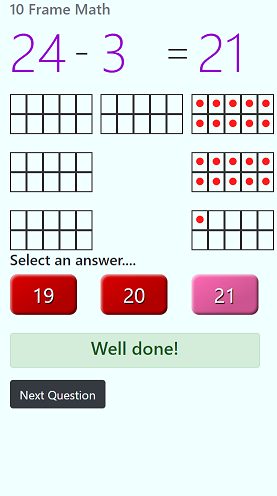 10 Frame Math
24 - 3 = 21
Select an answer....
19 20 21
Well done!
Next Question